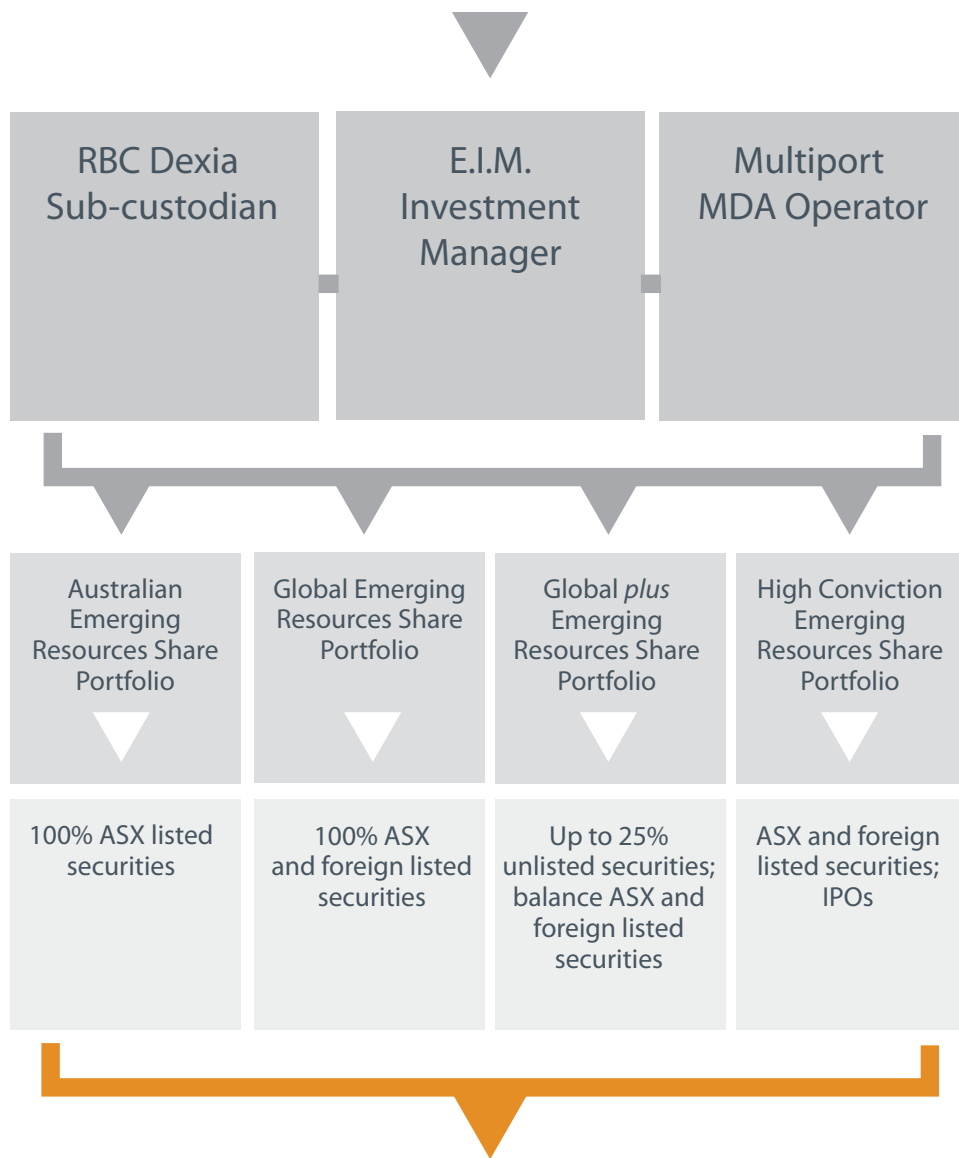 RBC Dexia
Sub-custodian
E.I.M.
Investment
Manager
Multiport
MDA Operator
Australian
Emerging
Resources Share
Portfolio
Global Emerging
Resources Share
Portfolio
Global plus
Emerging
Resources Share
Portfolio
High Conviction
Emerging
Resources Share
Portfolio
100% ASX listed
securities
100% ASX
and foreign listed
securities
Up to 25%
unlisted securities;
balance ASX and
foreign listed
securities
ASX and foreign
listed securities;
IPOs